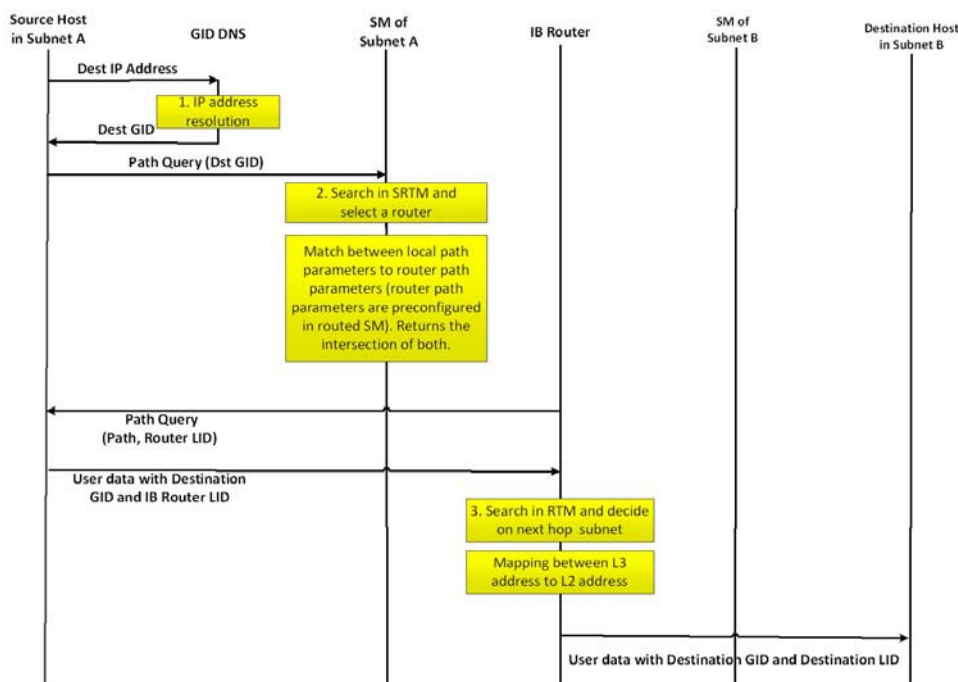 Source Host
in Subnet A
GID DNS
SM of
Subnet A
IB Router
SM of
Subnet B
Destination Host
in Subnet B
Dest IP Address
1. IP address
resolution
Dest GID
Path Query (Dst GID)
2. Search in SRTM and
select a router
Match between local path
parameters to router path
parameters (router path
parameters are preconfigured
in routed SM). Returns the
intersection of both.
Path Query
(Path, Router LID)
User data with Destination
GID and IB Router LID
3. Search in RTM and decide
on next hop subnet
Mapping between L3
address to L2 address
User data with Destination GID and Destination LID